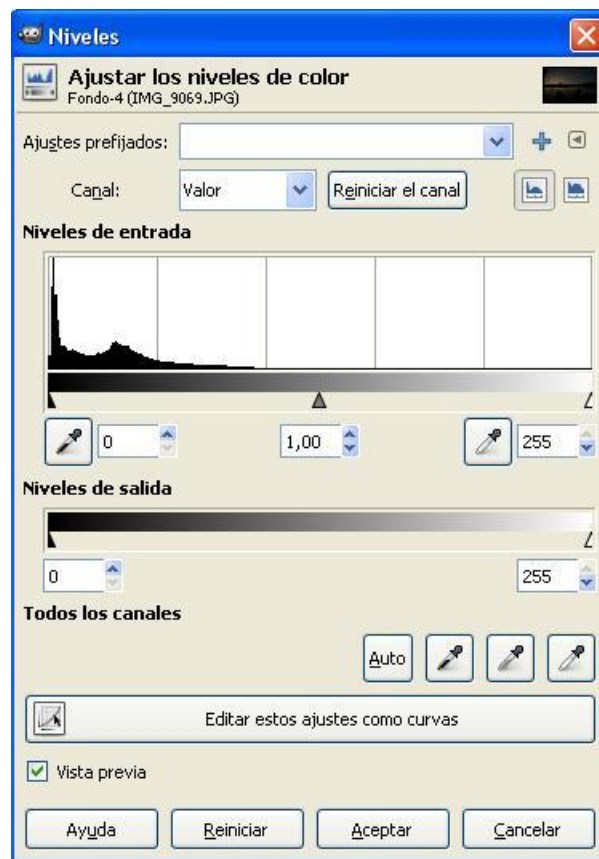 Niveles
Ajustar los niveles de color
Fondo-4 (IMG_9069.JPG)
Ajustes prefijados:
Canal: Valor Reiniciar el canal
Niveles de entrada
0 1,00 255
Niveles de salida
0 255
Todos los canales
Auto
Editar estos ajustes como curvas
Vista previa
Ayuda Reiniciar Aceptar Cancelar